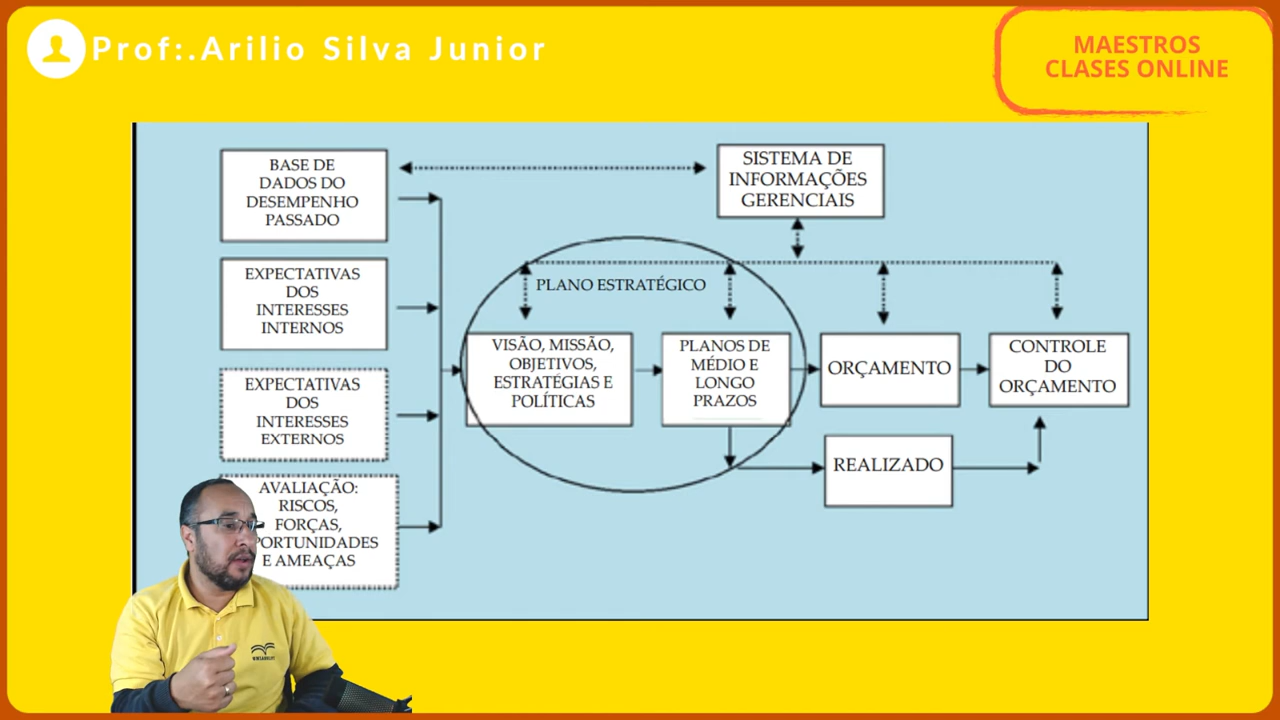 Prof:.Arilio Silva Junior
MAESTROS
CLASES ONLINE
BASE DE
DADOS DO
DESEMPENHO
PASSADO
SISTEMA DE
INFORMAÇÕES
GERENCIAIS
EXPECTATIVAS
DOS
INTERESSES
INTERNOS
PLANO ESTRATÉGICO
VISÃO, MISSÃO,
OBJETIVOS,
ESTRATÉGIAS E
POLÍTICAS
PLANOS DE
MÉDIO E
LONGO
PRAZOS
ORÇAMENTO
CONTROLE
DO
ORÇAMENTO
EXPECTATIVAS
DOS
INTERESSES
EXTERNOS
REALIZADO
AVALIAÇÃO:
RISCOS,
FORÇAS,
PORTUNIDADES
E AMEAÇAS